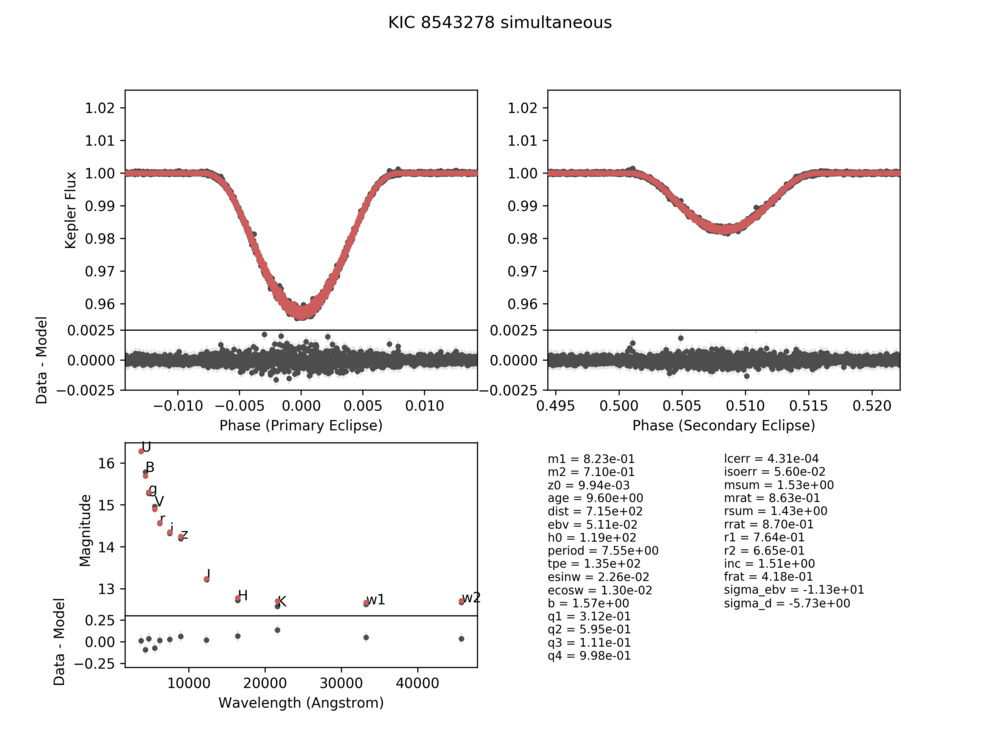 KIC 8543278 simultaneous
1.02
1.01
1.00
0.99
0.98
0.97
0.96
Kepler Flux
0.0025
0.0000
−0.0025
Data - Model
−0.010 −0.005 0.000 0.005 0.010
Phase (Primary Eclipse)
1.02
1.01
1.00
0.99
0.98
0.97
0.96
0.0025
0.0000
−0.0025
0.495 0.500 0.505 0.510 0.515 0.520
Phase (Secondary Eclipse)
16
15
14
13
Magnitude
U
B
g
V
r
i
z
J
H
K
w1
w2
0.25
0.00
−0.25
Data - Model
10000 20000 30000 40000
Wavelength (Angstrom)
m1 = 8.23e-01
m2 = 7.10e-01
z0 = 9.94e-03
age = 9.60e+00
dist = 7.15e+02
ebv = 5.11e-02
h0 = 1.19e+02
period = 7.55e+00
tpe = 1.35e+02
esinw = 2.26e-02
ecosw = 1.30e-02
b = 1.57e+00
q1 = 3.12e-01
q2 = 5.95e-01
q3 = 1.11e-01
q4 = 9.98e-01
lcerr = 4.31e-04
isoerr = 5.60e-02
msum = 1.53e+00
mrat = 8.63e-01
rsum = 1.43e+00
rrat = 8.70e-01
r1 = 7.64e-01
r2 = 6.65e-01
inc = 1.51e+00
frat = 4.18e-01
sigma_ebv = -1.13e+01
sigma_d = -5.73e+00